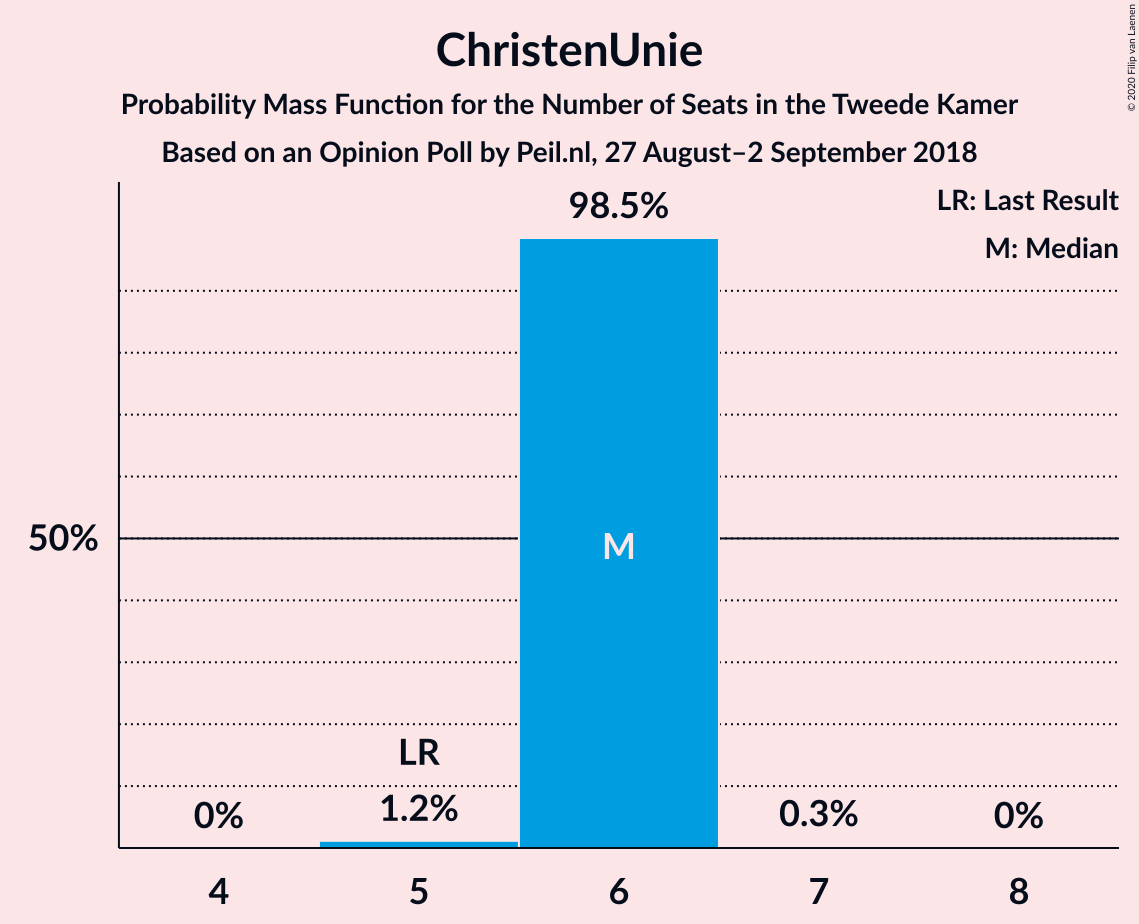 ChristenUnie
Probability Mass Function for the Number of Seats in the Tweede Kamer
Based on an Opinion Poll by Peil.nl, 27 August–2 September 2018
© 2020 Filip van Laenen
LR: Last Result
M: Median
98.5%
50%
M
LR
0%
1.2%
0.3%
0%
4 5 6 7 8